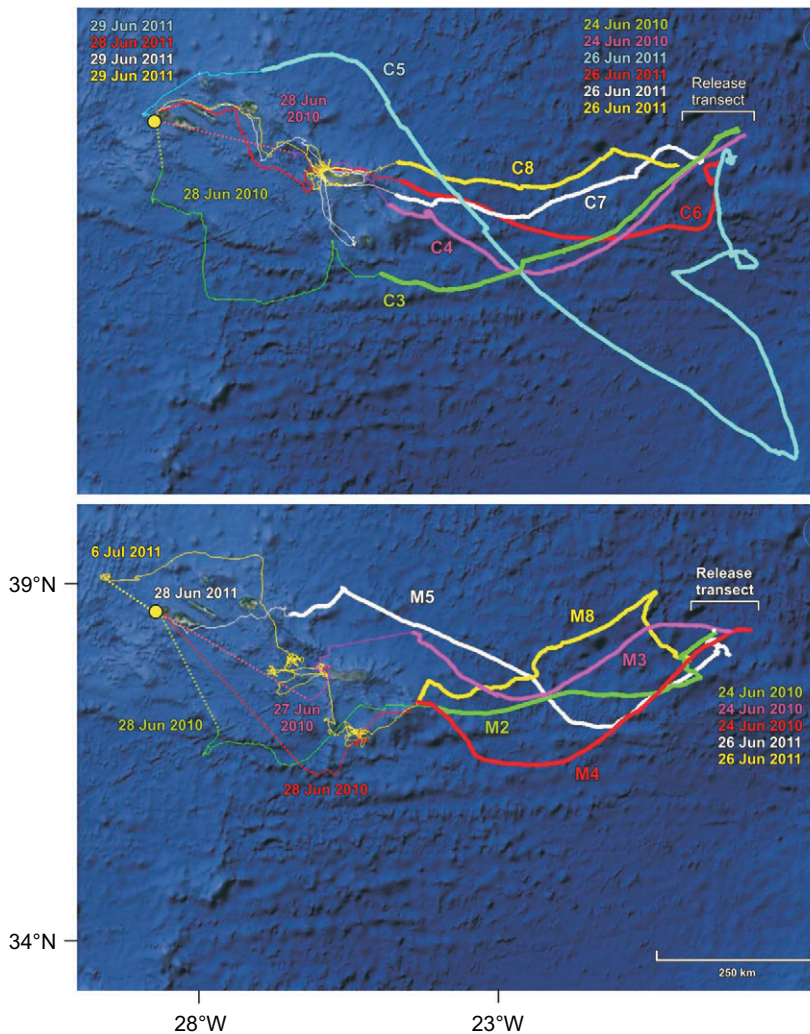 29 Jun 2011
28 Jun 2011
29 Jun 2011
29 Jun 2011
24 Jun 2010
24 Jun 2010
26 Jun 2011
26 Jun 2011
26 Jun 2011
26 Jun 2011
Release
transect
C5
28 Jun
2010
C8
28 Jun 2010
C7
C6
C4
C3
6 Jul 2011
39°N
28 Jun 2011
M5
Release
transect
M8
M3
27 Jun
2010
24 Jun 2010
24 Jun 2010
24 Jun 2010
26 Jun 2011
26 Jun 2011
28 Jun 2010
M2
M4
28 Jun 2010
34°N
250 km
28°W
23°W